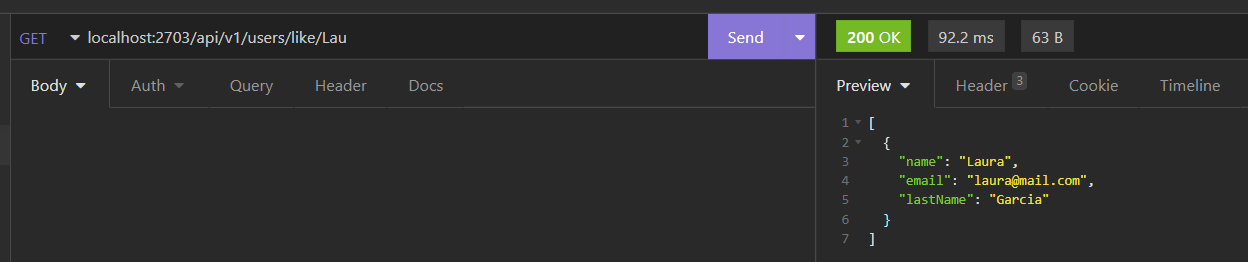 GET localhost:2703/api/v1/users/like/Lau Send 200 OK 92.2 ms 63 B
Body Auth Query Header Docs Preview Header 3 Cookie Timeline
1 [
2 {
3 "name": "Laura",
4 "email": "laura@mail.com",
5 "lastName": "Garcia"
6 }
7 ]